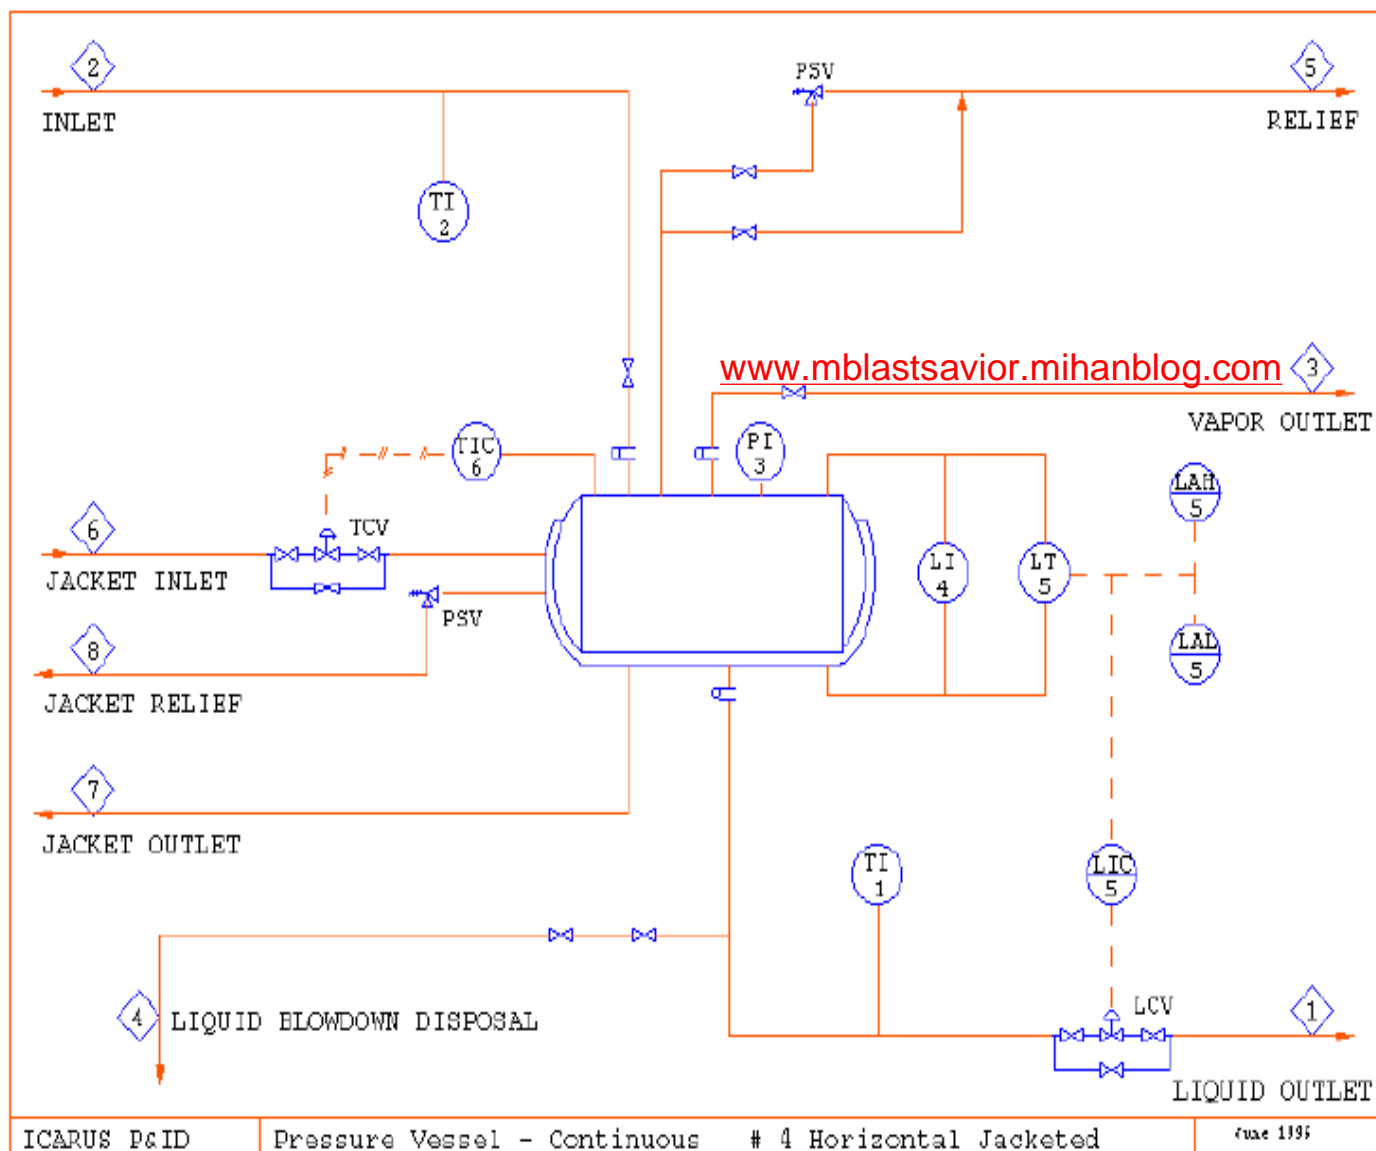 2
INLET
PSV
5
RELIEF
TI
2
www.mblastsavior.mihanblog.com
3
VAPOR OUTLET
TIC
6
PI
3
LAH
5
6
JACKET INLET
TCV
LI
4
LT
5
PSV
8
JACKET RELIEF
LAL
5
7
JACKET OUTLET
TI
1
LIC
5
4
LIQUID BLOWDOWN DISPOSAL
LCV
1
LIQUID OUTLET
ICARUS P&ID
Pressure Vessel - Continuous # 4 Horizontal Jacketed
June